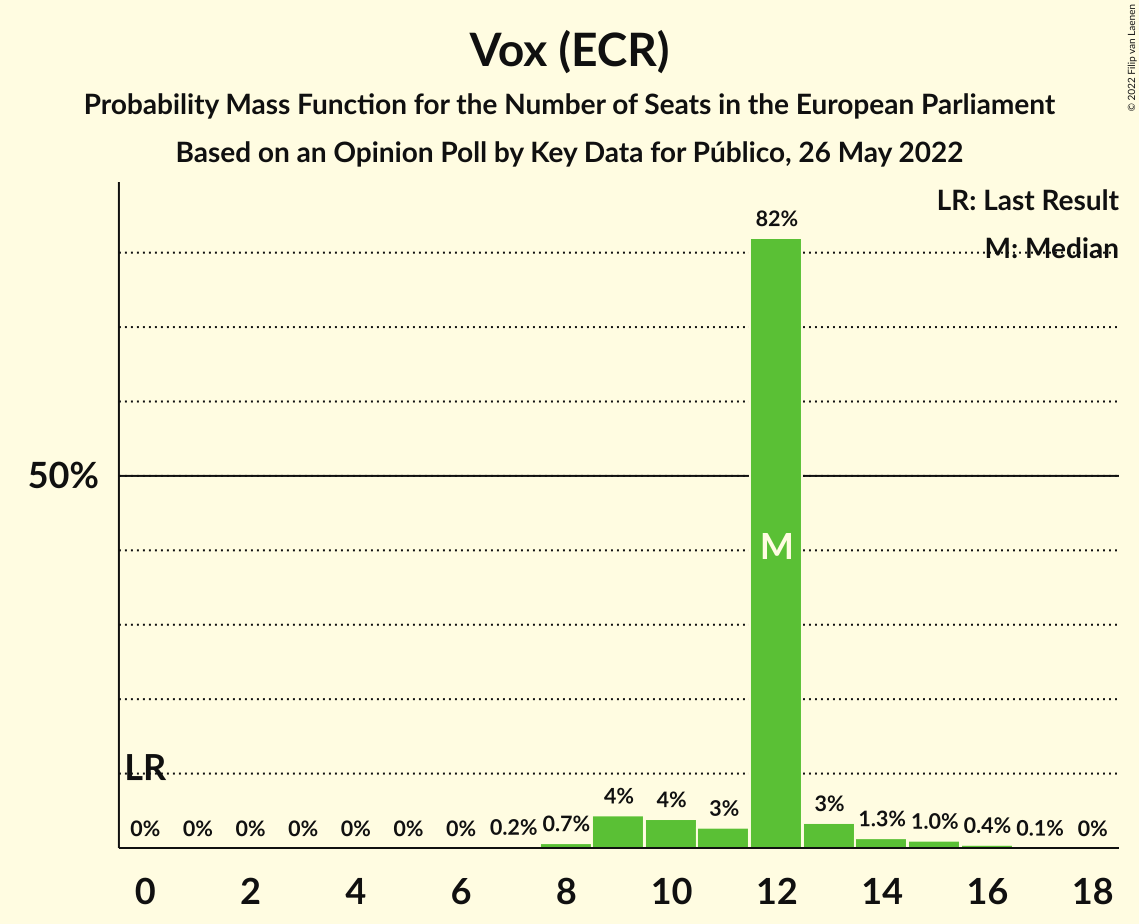 Vox (ECR)
Probability Mass Function for the Number of Seats in the European Parliament
Based on an Opinion Poll by Key Data for Público, 26 May 2022
© 2022 Filip van Laenen
LR: Last Result
M: Median
82%
50%
M
LR
0% 0% 0% 0% 0% 0% 0% 0.2% 0.7% 4% 4% 3% 3% 1.3% 1.0% 0.4% 0.1% 0%
0 2 4 6 8 10 12 14 16 18